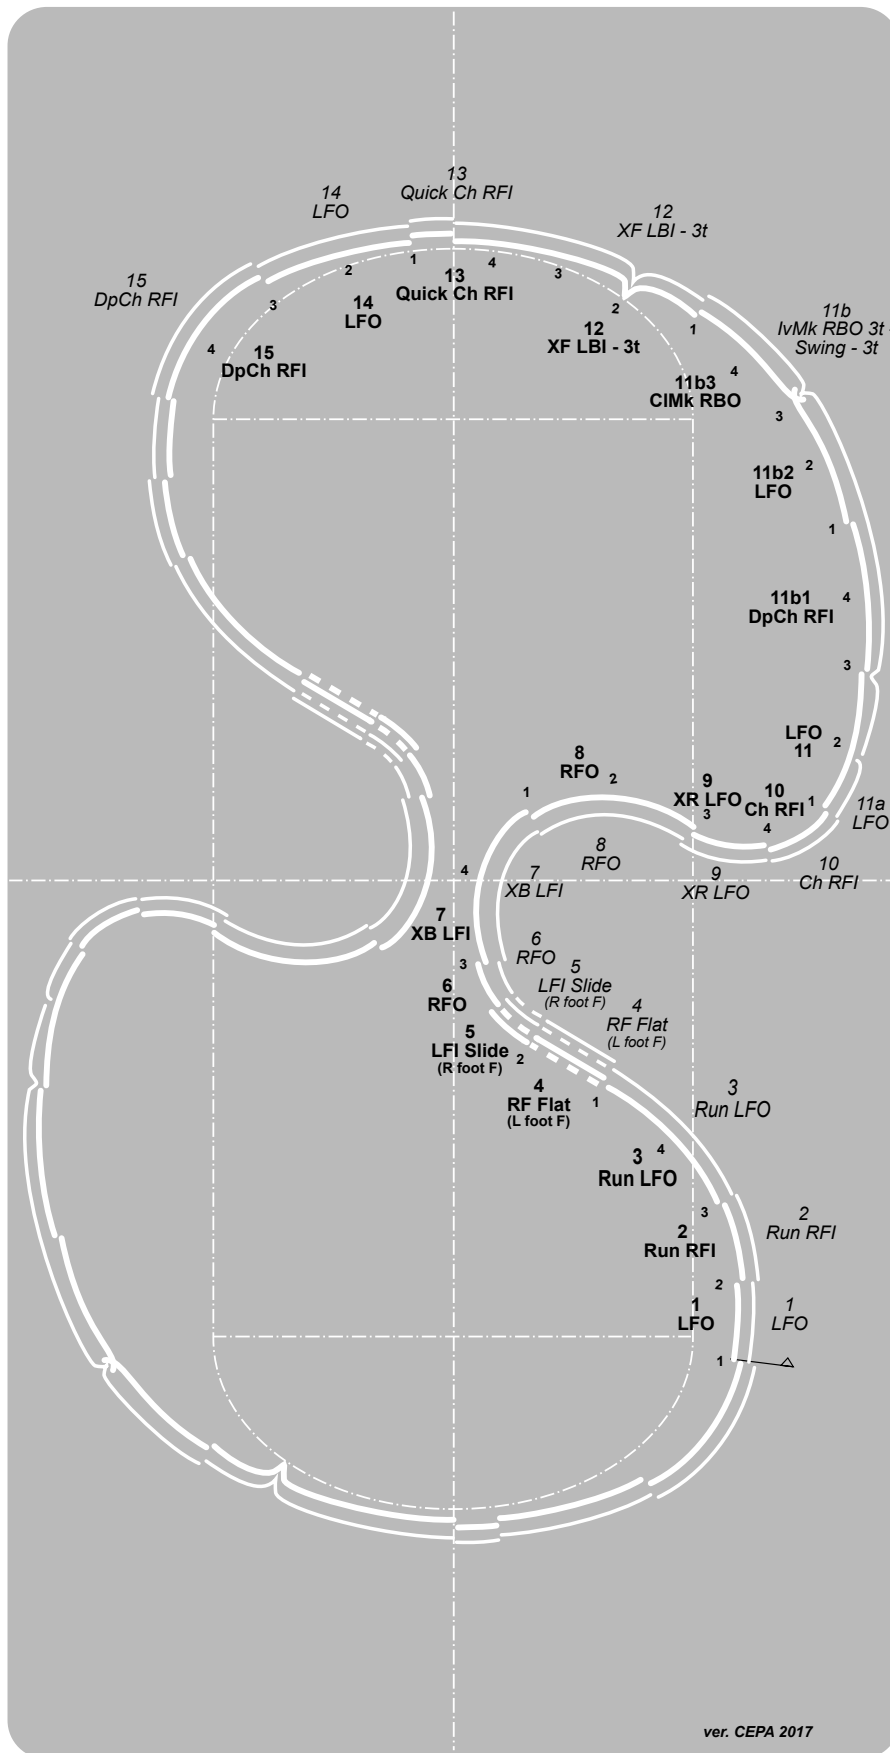 13
Quick Ch RFI
14
LFO
12
XF LBI - 3t
15
DpCh RFI
11b
IvMk RBO 3t -
Swing - 3t
1
13
Quick Ch RFI
4
3
2
14
LFO
3
2
12
XF LBI - 3t
1
4
15
DpCh RFI
4
11b3
ClMk RBO
3
11b2
LFO
2
1
11b1
DpCh RFI
4
3
LFO
11
2
8
RFO
2
1
9
XR LFO
3
10
Ch RFI
1
4
11a
LFO
8
RFO
7
XB LFI
9
XR LFO
10
Ch RFI
4
7
XB LFI
3
6
RFO
5
LFI Slide
(R foot F)
6
RFO
5
LFI Slide
(R foot F)
2
4
RF Flat
(L foot F)
4
RF Flat
(L foot F)
1
3
Run LFO
3
Run LFO
4
3
2
Run RFI
2
Run RFI
2
1
LFO
1
LFO
1
ver. CEPA 2017